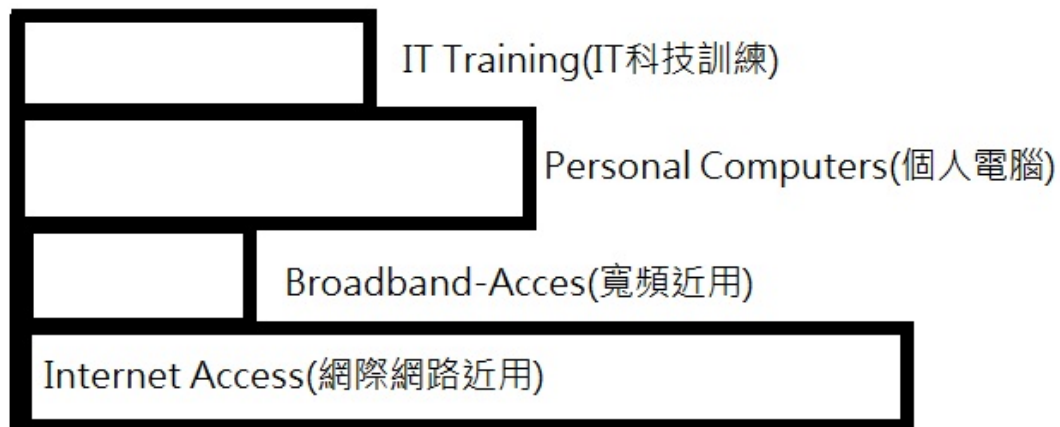 IT Training(IT科技訓練)
Personal Computers(個人電腦)
Broadband-Acces(寬頻近用)
Internet Access(網際網路近用)